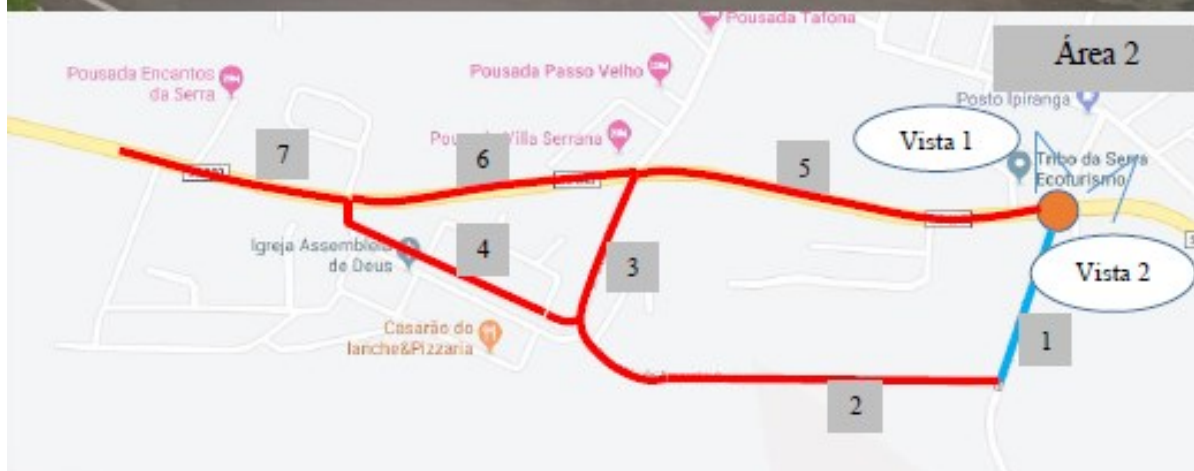 Pousada Tafona
Área 2
Pousada Encantos
da Serra
Pousada Passo Velho
Posto Ipiranga
Vista 1
Villa Serrana
7
6
5
Tribo da Serra
Ecoturismo
Igreja Assembleia
de Deus
4
3
Vista 2
Casarão do
lanche&Pizzaria
1
2